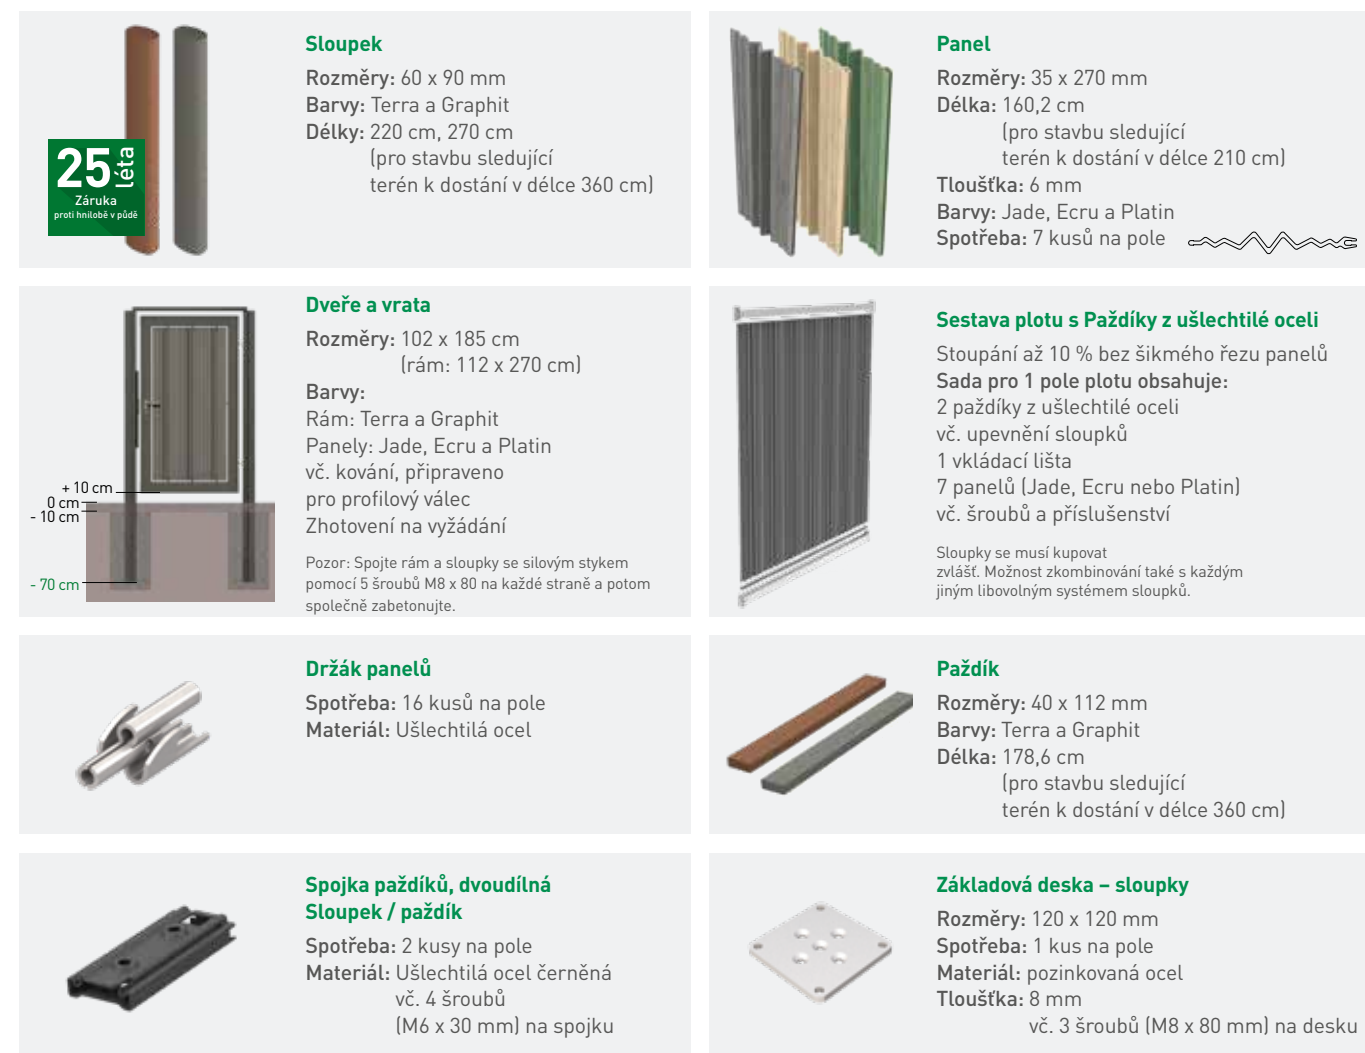 Sloupek
Rozměry: 60 x 90 mm
Barvy: Terra a Graphit
Délky: 220 cm, 270 cm
(pro stavbu sledující
terén k dostání v délce 360 cm)
25 léta
Záruka
proti hnilobě v půdě
Panel
Rozměry: 35 x 270 mm
Délka: 160,2 cm
(pro stavbu sledující
terén k dostání v délce 210 cm)
Tloušťka: 6 mm
Barvy: Jade, Ecru a Platin
Spotřeba: 7 kusů na pole
Dveře a vrata
Rozměry: 102 x 185 cm
(rám: 112 x 270 cm)
Barvy:
Rám: Terra a Graphit
Panely: Jade, Ecru a Platin
vč. kování, připraveno
pro profilový válec
Zhotovení na vyžádání
Pozor: Spojte rám a sloupky se silovým stykem
pomocí 5 šroubů M8 x 80 na každé straně a potom
společně zabetonujte.
+ 10 cm
0 cm
- 10 cm
- 70 cm
Sestava plotu s Paždíky z ušlechtilé oceli
Stoupání až 10 % bez šikmého řezu panelů
Sada pro 1 pole plotu obsahuje:
2 paždíky z ušlechtilé oceli
vč. upevnění sloupků
1 vkládací lišta
7 panelů (Jade, Ecru nebo Platin)
vč. šroubů a příslušenství
Sloupky se musí kupovat
zvlášť. Možnost zkombinování také s každým
jiným libovolným systémem sloupků.
Držák panelů
Spotřeba: 16 kusů na pole
Materiál: Ušlechtilá ocel
Paždík
Rozměry: 40 x 112 mm
Barvy: Terra a Graphit
Délka: 178,6 cm
(pro stavbu sledující
terén k dostání v délce 360 cm)
Spojka paždíků, dvoudílná
Sloupek / paždík
Spotřeba: 2 kusy na pole
Materiál: Ušlechtilá ocel černěná
vč. 4 šroubů
(M6 x 30 mm) na spojku
Základová deska – sloupky
Rozměry: 120 x 120 mm
Spotřeba: 1 kus na pole
Materiál: pozinkovaná ocel
Tloušťka: 8 mm
vč. 3 šroubů (M8 x 80 mm) na desku